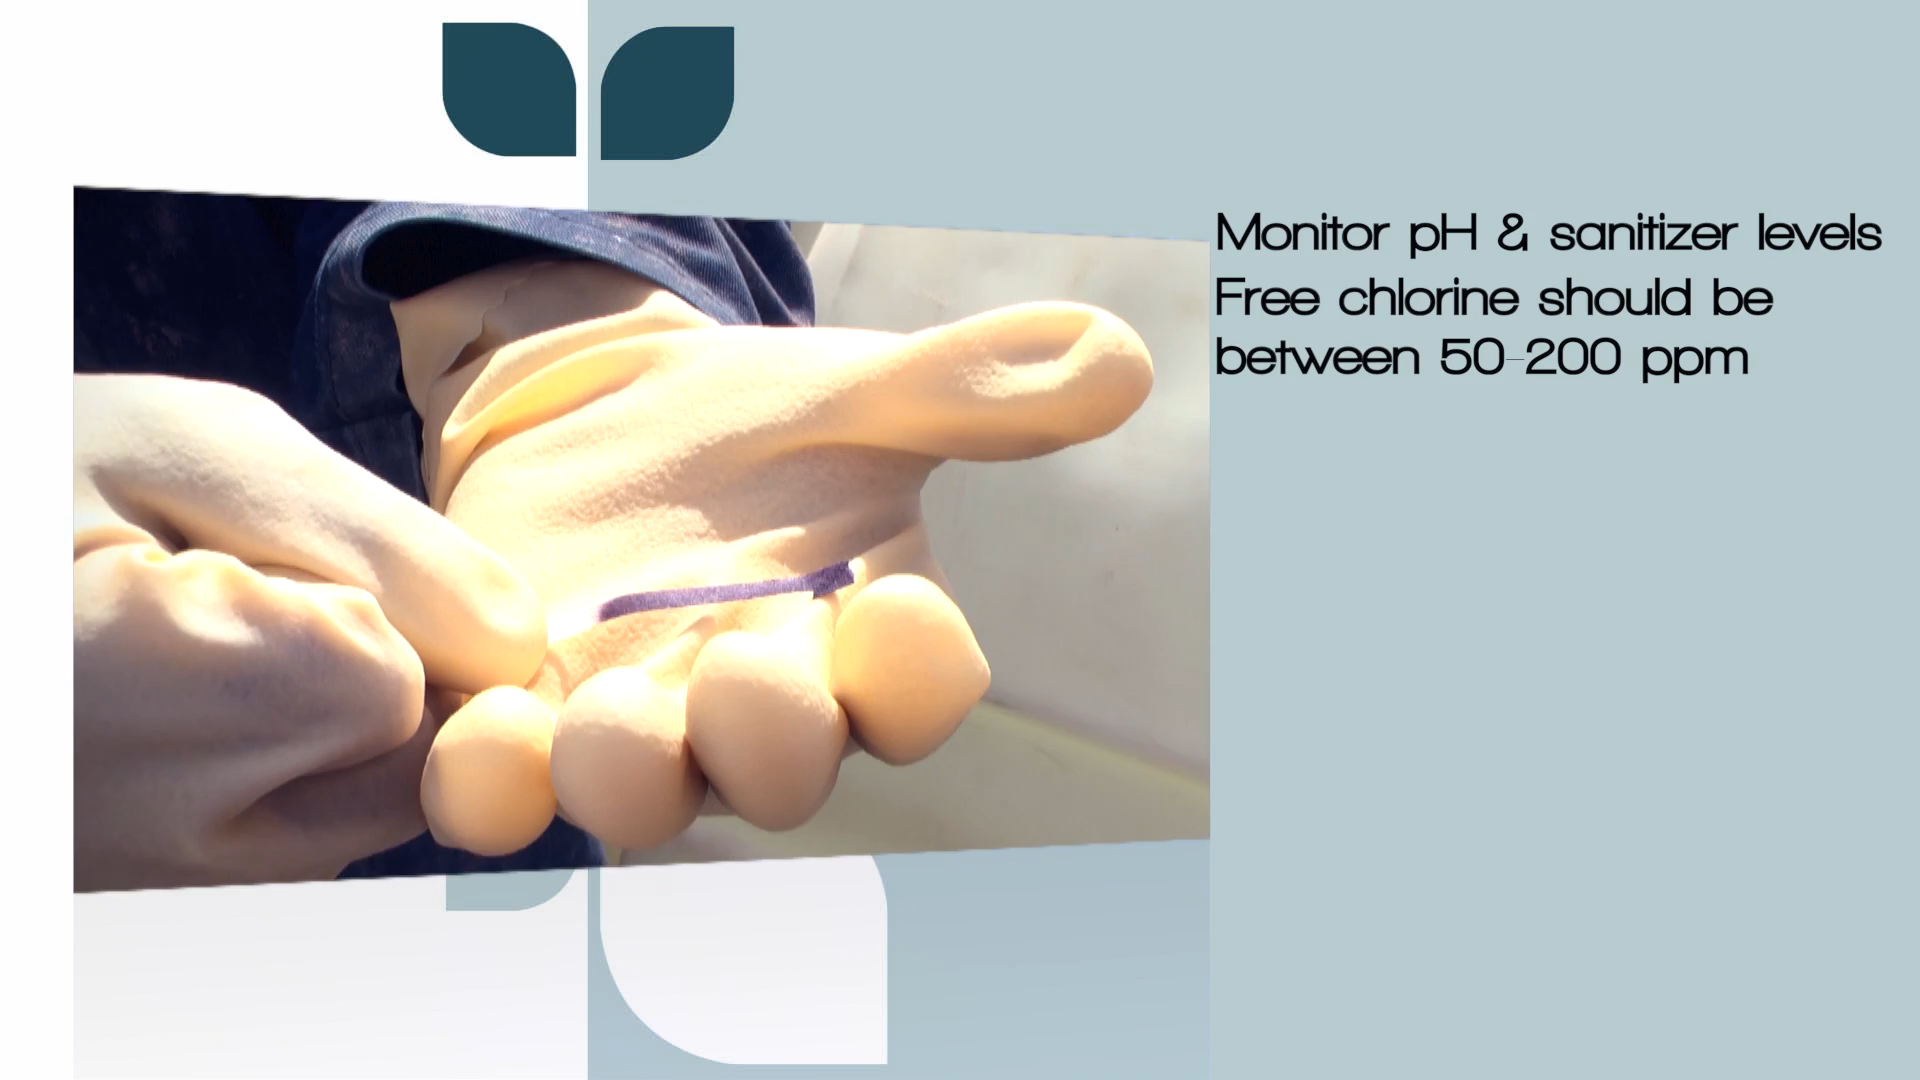 Monitor pH & sanitizer levels
Free chlorine should be
between 50-200 ppm